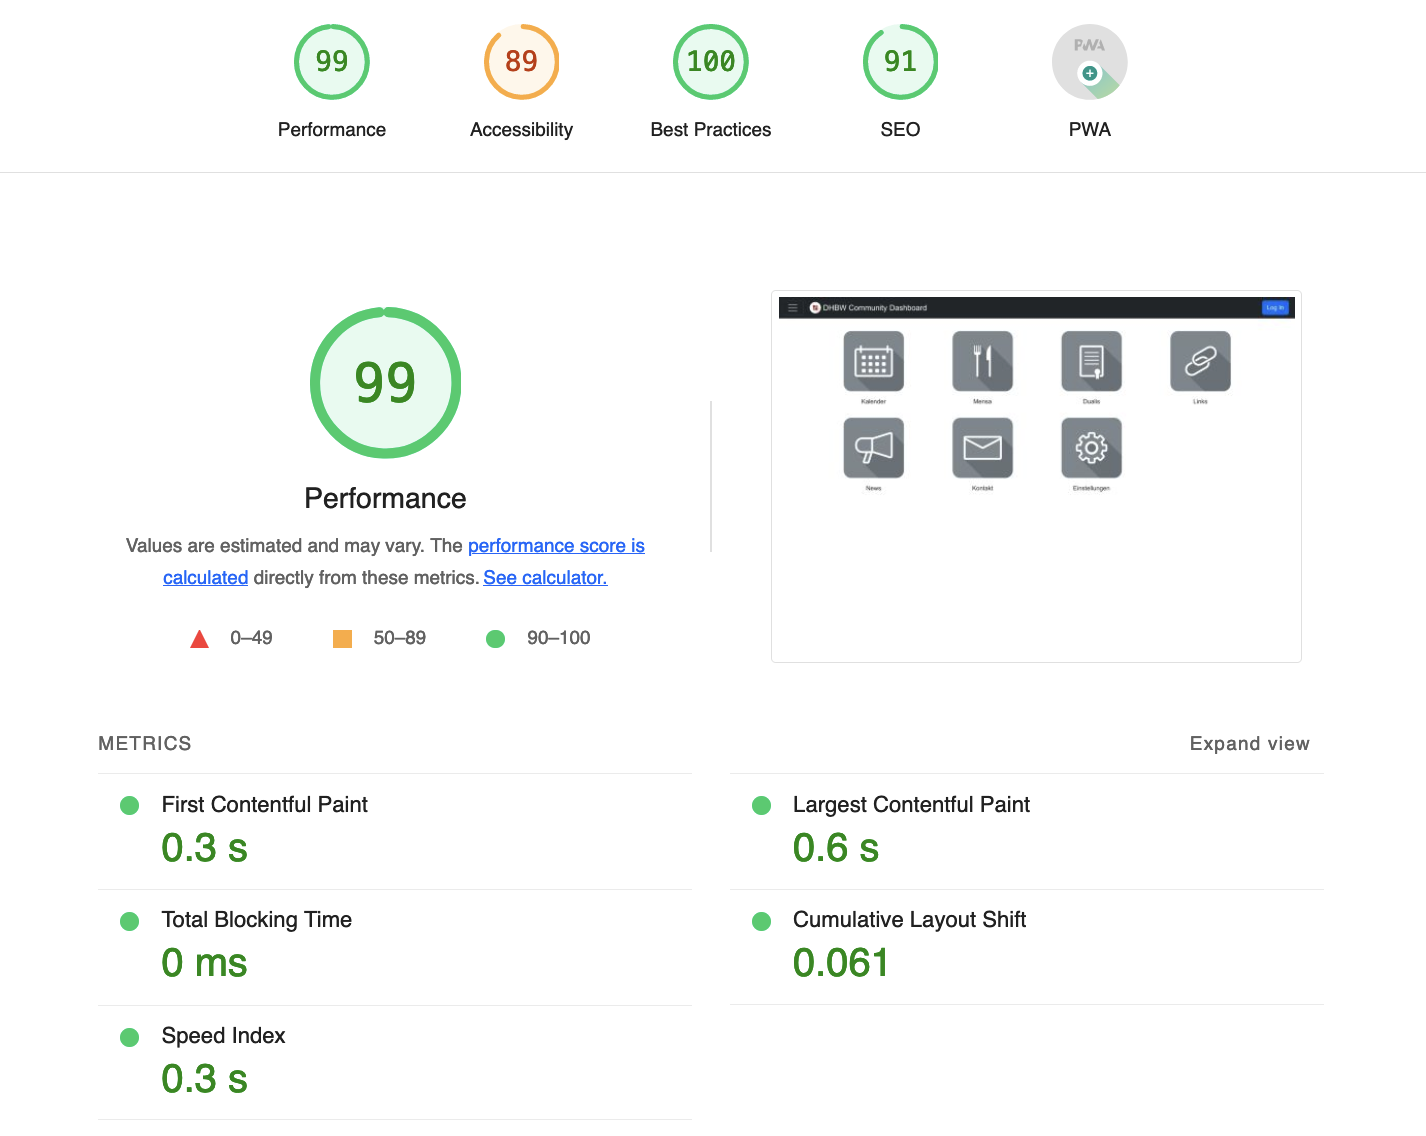 99
89
100
91
PWA
Performance
Accessibility
Best Practices
SEO
PWA
99
Performance
Values are estimated and may vary. The performance score is
calculated directly from these metrics. See calculator.
0–49
50–89
90–100
DHBW Community Dashboard
Log In
Kalender
Mensa
Dualis
Links
News
Kontakt
Einstellungen
METRICS
Expand view
First Contentful Paint
0.3 s
Largest Contentful Paint
0.6 s
Total Blocking Time
0 ms
Cumulative Layout Shift
0.061
Speed Index
0.3 s